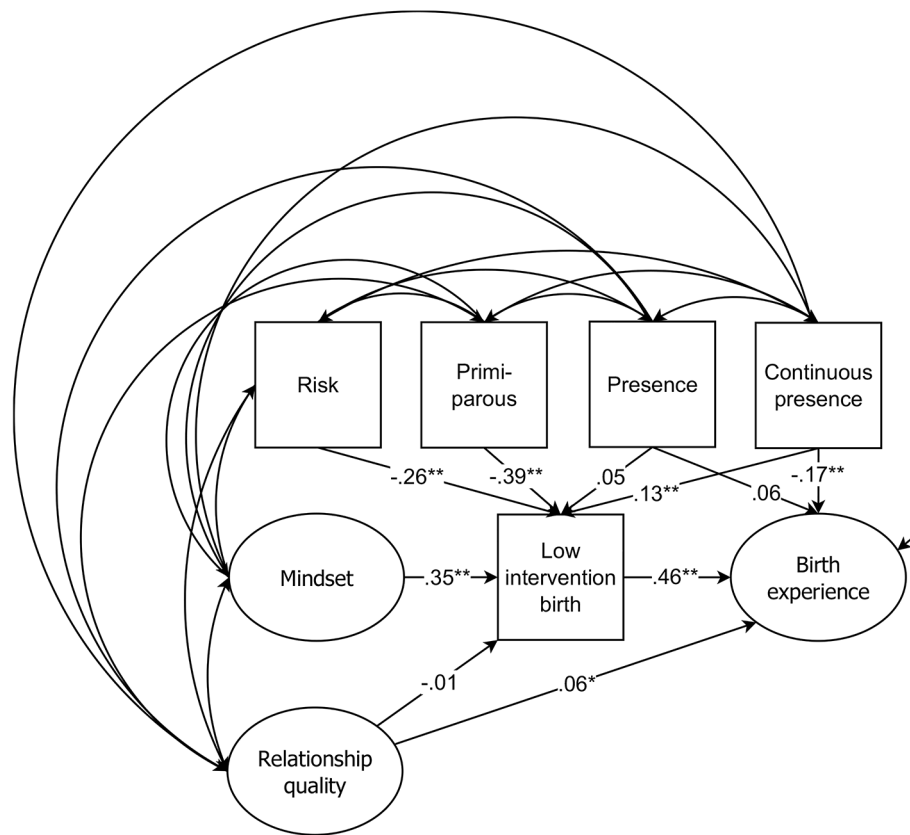 Risk
Primi-
parous
Presence
Continuous
presence
-.26**
-.39**
.05
.13**
.06
-.17**
Mindset
.35**
Low
intervention
birth
.46**
Birth
experience
-.01
.06*
Relationship
quality